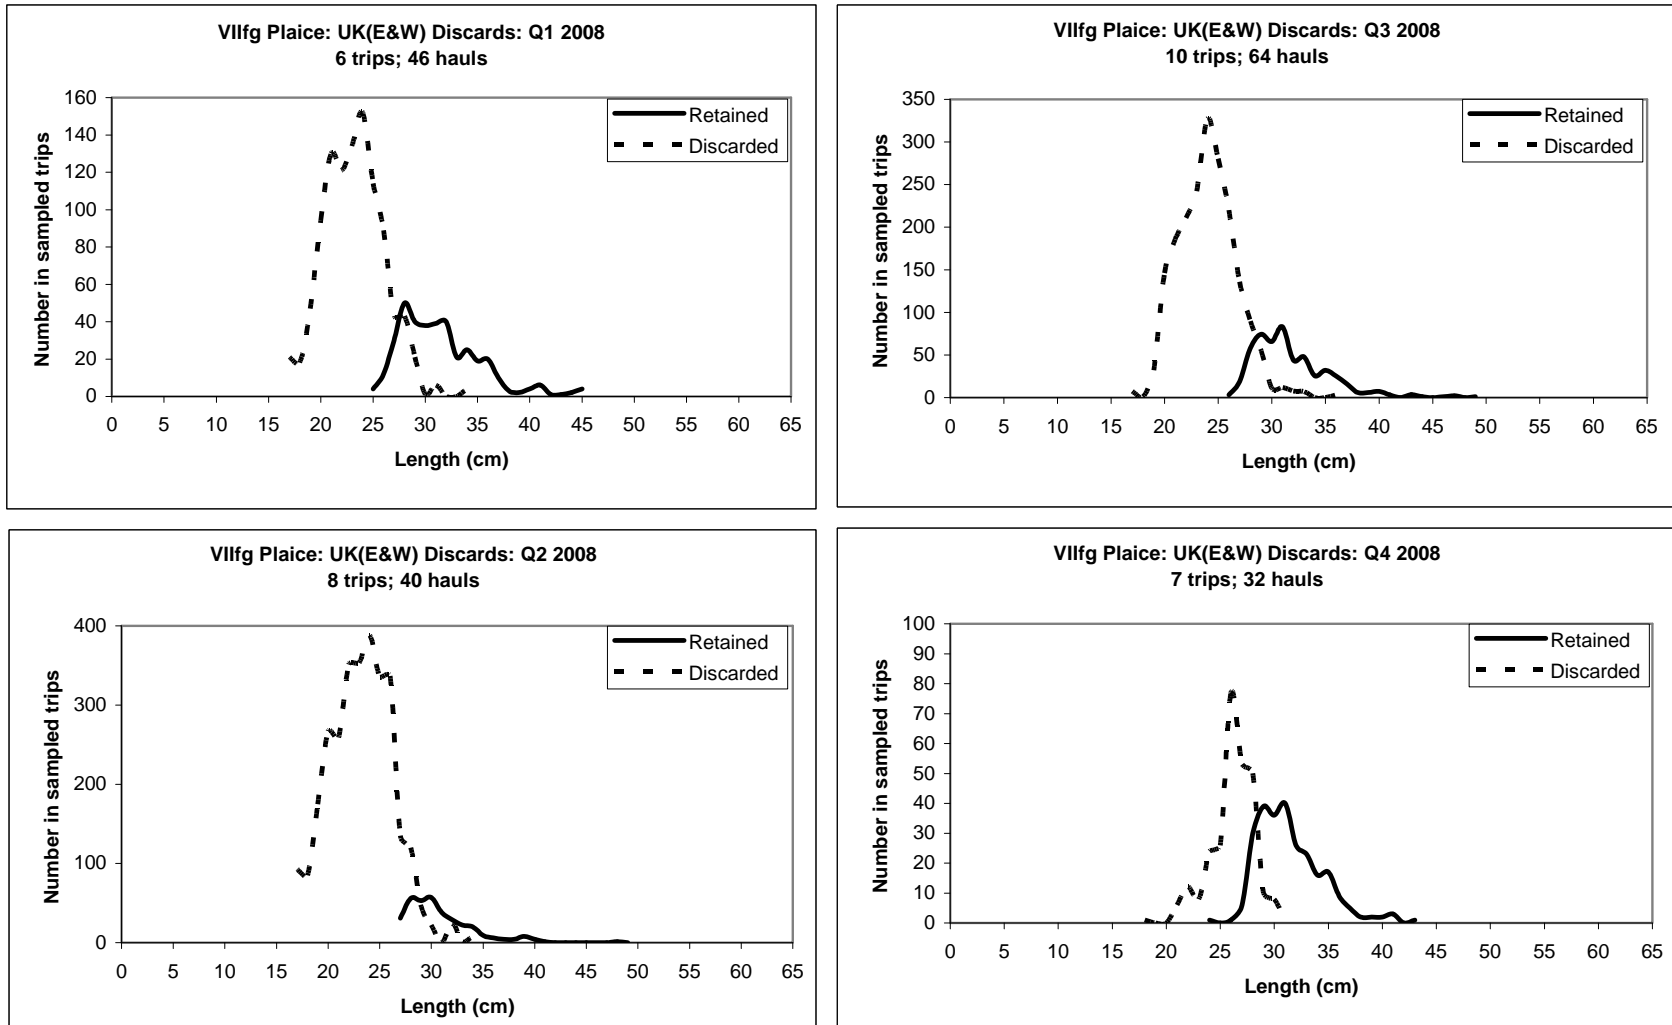 VIIfg Plaice: UK(E&W) Discards: Q1 2008
6 trips; 46 hauls
Number in sampled trips
160
140
120
100
80
60
40
20
0
Retained
Discarded
0 5 10 15 20 25 30 35 40 45 50 55 60 65
Length (cm)
VIIfg Plaice: UK(E&W) Discards: Q3 2008
10 trips; 64 hauls
Number in sampled trips
350
300
250
200
150
100
50
0
Retained
Discarded
0 5 10 15 20 25 30 35 40 45 50 55 60 65
Length (cm)
VIIfg Plaice: UK(E&W) Discards: Q2 2008
8 trips; 40 hauls
Number in sampled trips
400
300
200
100
0
Retained
Discarded
0 5 10 15 20 25 30 35 40 45 50 55 60 65
Length (cm)
VIIfg Plaice: UK(E&W) Discards: Q4 2008
7 trips; 32 hauls
Number in sampled trips
100
90
80
70
60
50
40
30
20
10
0
Retained
Discarded
0 5 10 15 20 25 30 35 40 45 50 55 60 65
Length (cm)